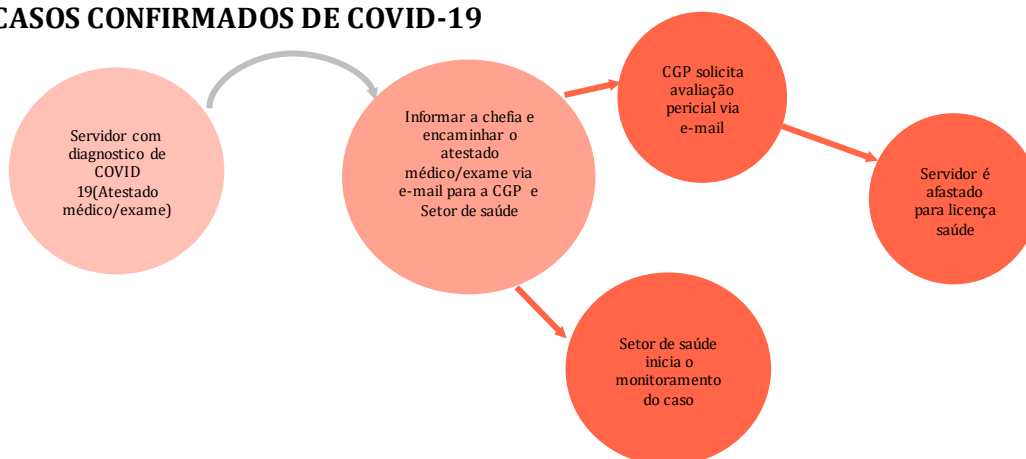 CASOS CONFIRMADOS DE COVID-19
Servidor com
diagnostico de
COVID
19(Atestado
médico/exame)
Informar a chefia e
encaminhar o
atestado
médico/exame via
e-mail para a CGP e
Setor de saúde
CGP solicita
avaliação
pericial via
e-mail
Servidor é
afastado
para licença
saúde
Setor de saúde
inicia o
monitoramento
do caso